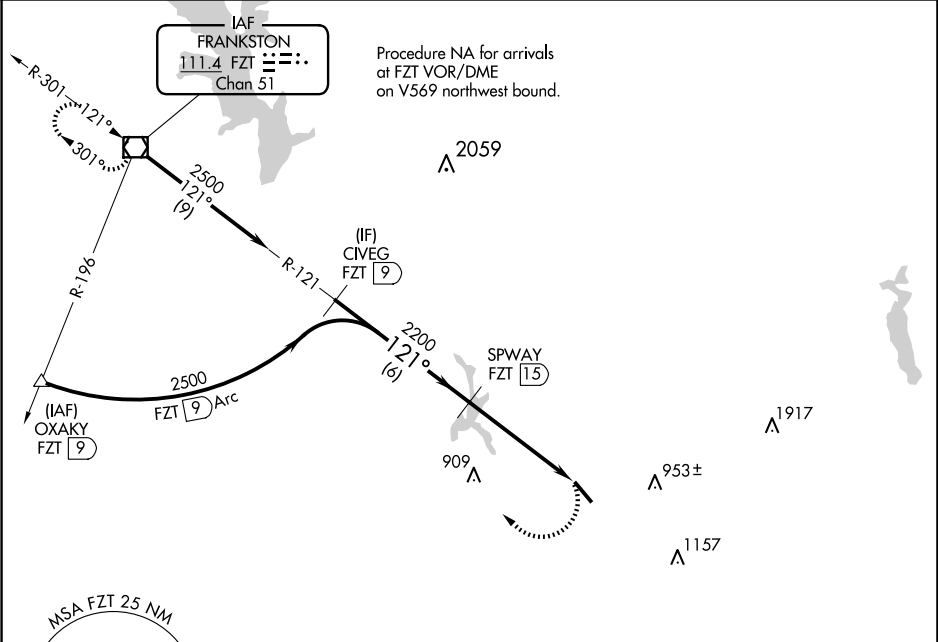 IAF
FRANKSTON
111.4 FZT
Chan 51
Procedure NA for arrivals
at FZT VOR/DME
on V569 northwest bound.
R-301
121°
301°
2059
2500
121°
(9)
R-196
R-121
(IF)
CIVEG
FZT 9
2200
121°
(6)
SPWAY
FZT 15
2500
FZT 9 Arc
(IAF)
OXAKY
FZT 9
1917
909
953±
1157
MSA FZT 25 NM